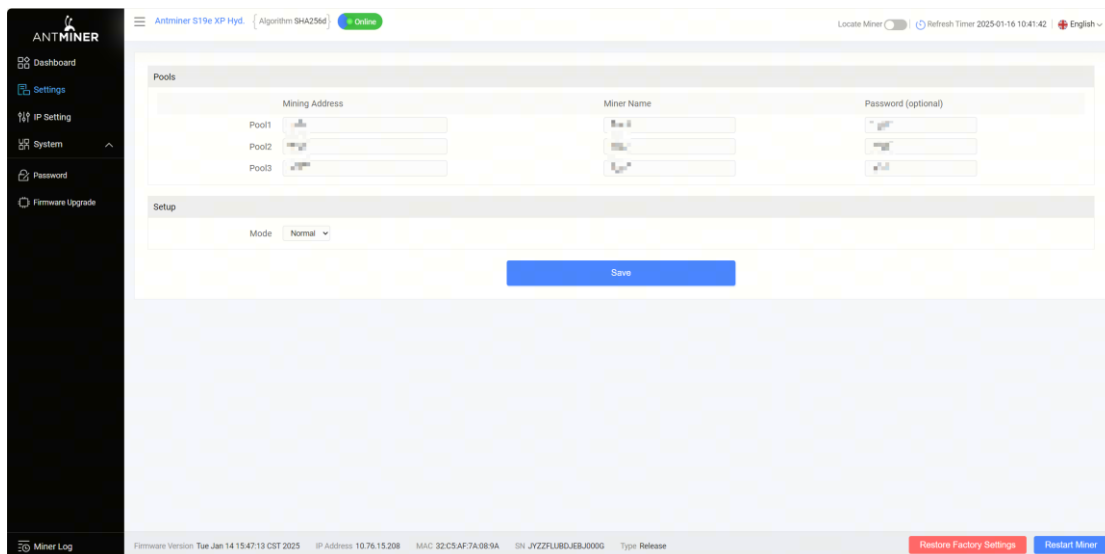 ANTMINER
Antminer S19e XP Hyd. Algorithm SHA256d Online
Locate Miner Refresh Timer 2025-01-16 10:41:42 English
Dashboard
Settings
IP Setting
System
Password
Firmware Upgrade
Pools
Mining Address Miner Name Password (optional)
Pool1
Pool2
Pool3
Setup
Mode Normal
Save
Miner Log
Firmware Version Tue Jan 14 15:47:13 CST 2025 IP Address 10.76.15.208 MAC 32:C5:AF:7A:08:9A SN JYZZFLUBDJEBJ000G Type Release
Restore Factory Settings Restart Miner